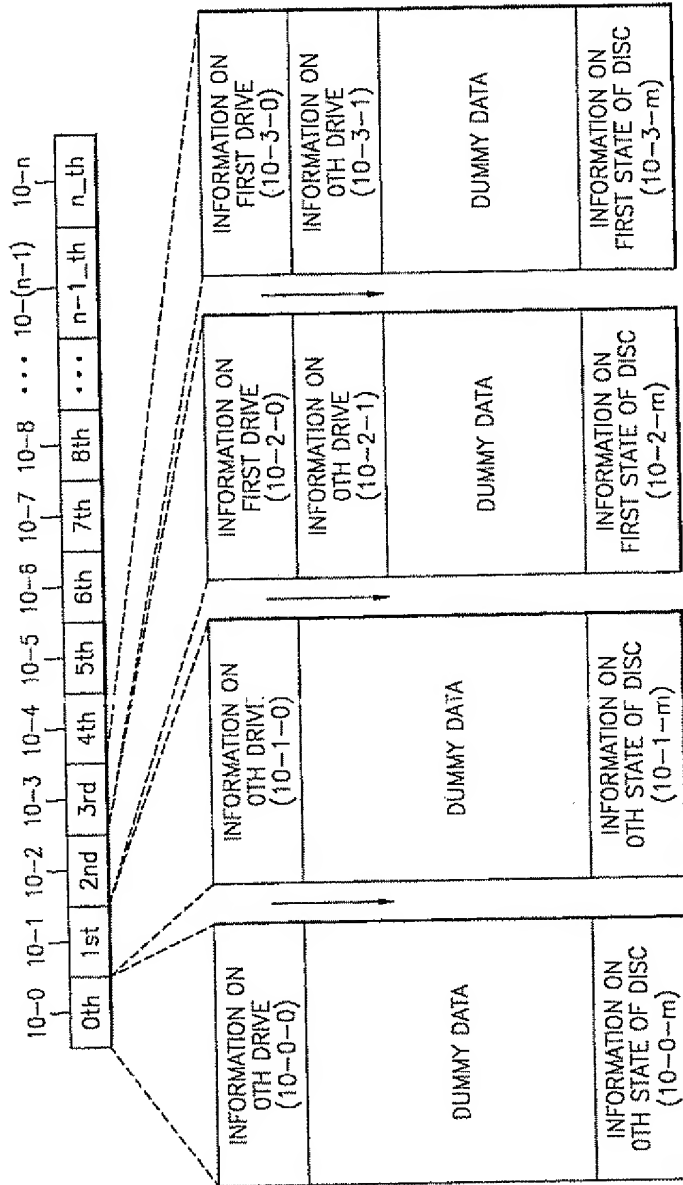 10-0 10-1 10-2 10-3 10-4 10-5 10-6 10-7 10-8 ... 10-(n-1) 10-n
0th 1st 2nd 3rd 4th 5th 6th 7th 8th ... n-1_th n_th
INFORMATION ON
0TH DRIVE
(10-0-0)
DUMMY DATA
INFORMATION ON
0TH STATE OF DISC
(10-0-m)
INFORMATION ON
0TH DRIVE
(10-1-0)
DUMMY DATA
INFORMATION ON
0TH STATE OF DISC
(10-1-m)
INFORMATION ON
FIRST DRIVE
(10-2-0)
INFORMATION ON
0TH DRIVE
(10-2-1)
DUMMY DATA
INFORMATION ON
FIRST STATE OF DISC
(10-2-m)
INFORMATION ON
FIRST DRIVE
(10-3-0)
INFORMATION ON
0TH DRIVE
(10-3-1)
DUMMY DATA
INFORMATION ON
FIRST STATE OF DISC
(10-3-m)